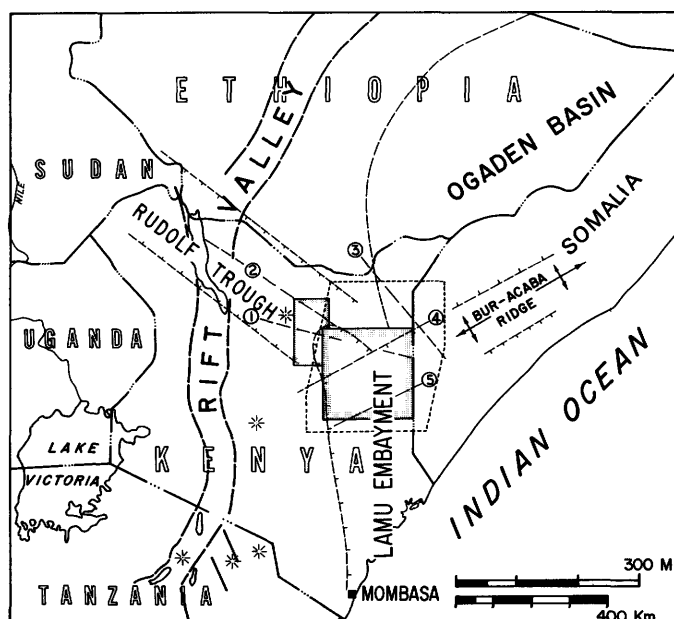 ETHIOPIA
VALLEY
OGADEN BASIN
SUDAN
NILE
RUDOLF TROUGH
SOMALIA
③
②
BUR-ACABA
RIDGE
①
④
UGANDA
RIFT
⑤
INDIAN OCEAN
LAKE
VICTORIA
KENYA
LAMU EMBAYMENT
TANZANIA
MOMBASA
300 M
400 Km